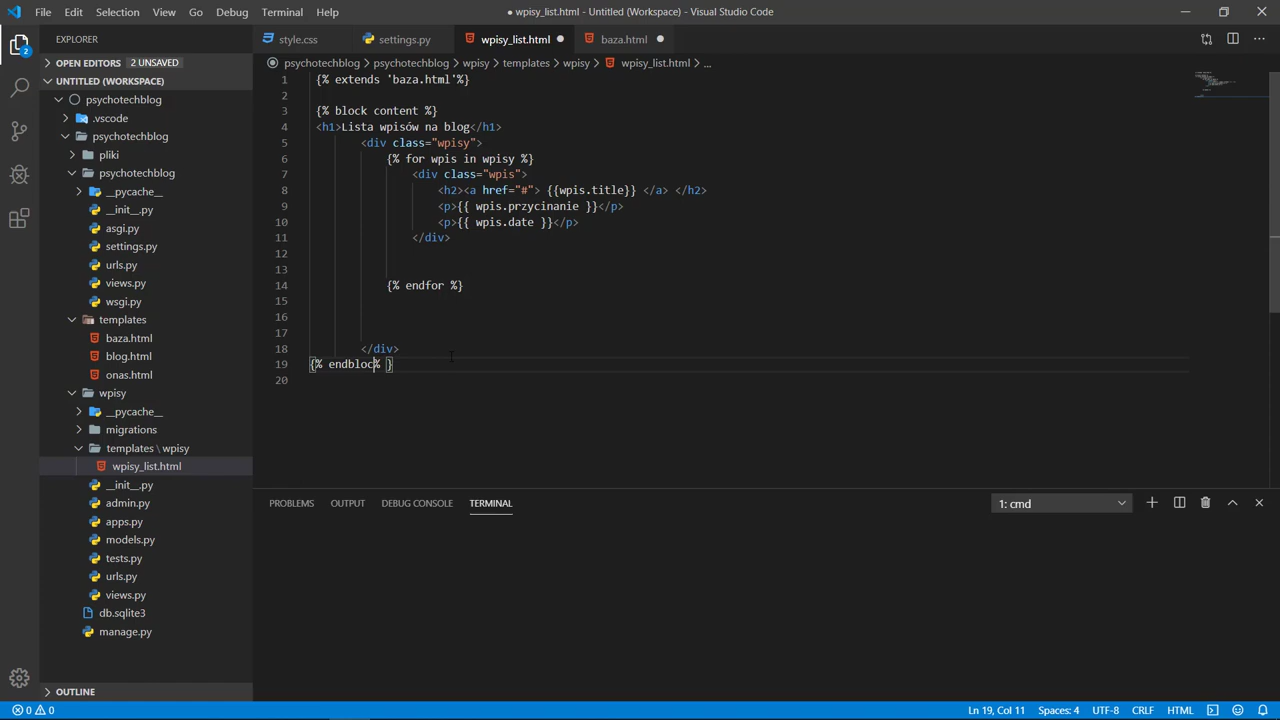 File Edit Selection View Go Debug Terminal Help
● wpisy_list.html - Untitled (Workspace) - Visual Studio Code
2
EXPLORER
OPEN EDITORS 2 UNSAVED
UNTITLED (WORKSPACE)
psychotechblog
.vscode
psychotechblog
pliki
psychotechblog
__pycache__
__init__.py
asgi.py
settings.py
urls.py
views.py
wsgi.py
templates
baza.html
blog.html
onas.html
wpisy
__pycache__
migrations
templates \ wpisy
wpisy_list.html
__init__.py
admin.py
apps.py
models.py
tests.py
urls.py
views.py
db.sqlite3
manage.py
OUTLINE
style.css settings.py wpisy_list.html baza.html
psychotechblog > psychotechblog > wpisy > templates > wpisy > wpisy_list.html > ...
1 {% extends 'baza.html'%}
2
3 {% block content %}
4 <h1>Lista wpisów na blog</h1>
5 <div class="wpisy">
6 {% for wpis in wpisy %}
7 <div class="wpis">
8 <h2><a href="#"> {{wpis.title}} </a> </h2>
9 <p>{{ wpis.przycinanie }}</p>
10 <p>{{ wpis.date }}</p>
11 </div>
12
13
14 {% endfor %}
15
16
17
18 </div>
19 {% endbloc% }
20
PROBLEMS OUTPUT DEBUG CONSOLE TERMINAL
1: cmd
0 0
Ln 19, Col 11 Spaces: 4 UTF-8 CRLF HTML